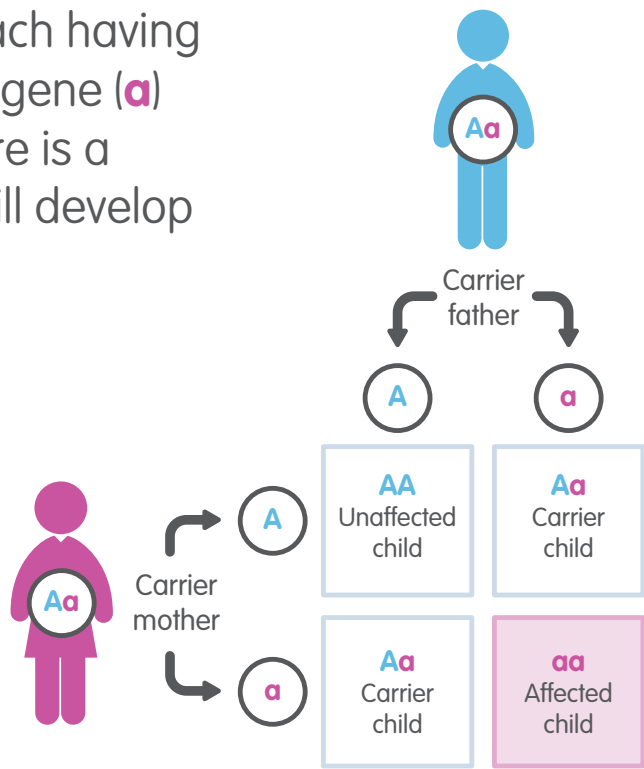 ach having
gene (a)
re is a
ill develop
Aa
Carrier
father
A
a
Aa
Carrier
mother
A
AA
Unaffected
child
Aa
Carrier
child
a
Aa
Carrier
child
aa
Affected
child